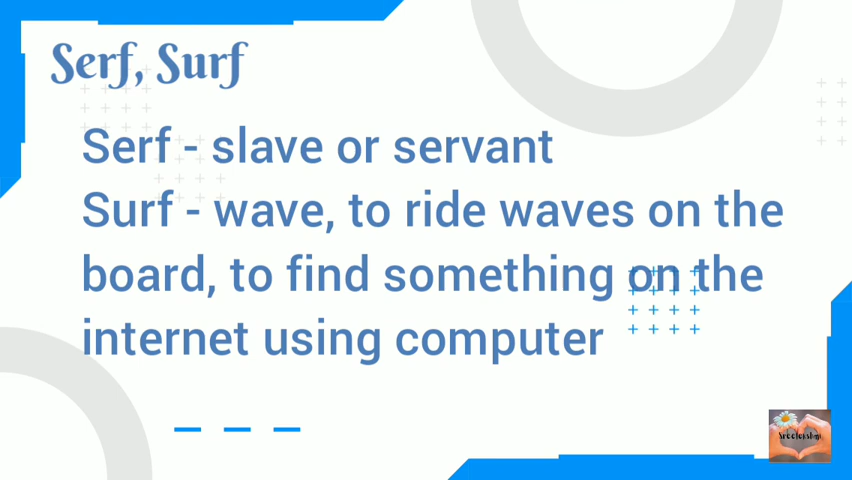 Serf, Surf
Serf - slave or servant
Surf - wave, to ride waves on the
board, to find something on the
internet using computer